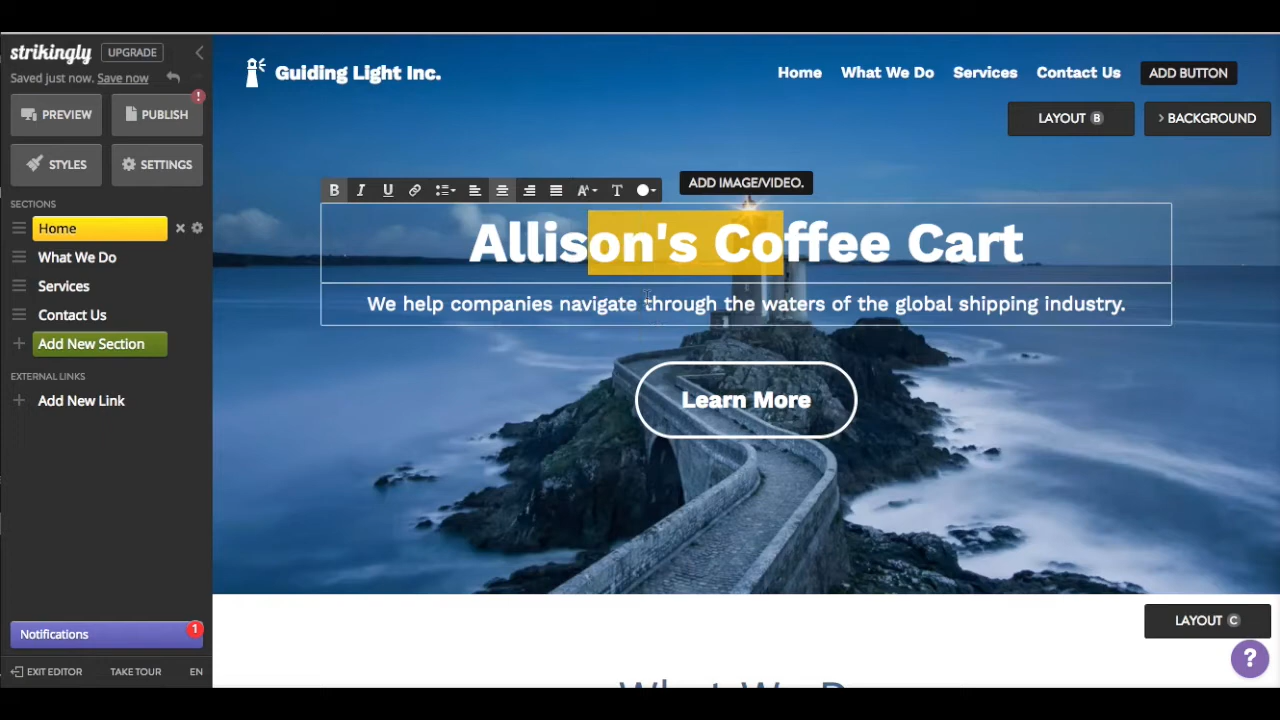 strikingly UPGRADE
Saved just now. Save now
PREVIEW PUBLISH !
STYLES SETTINGS
SECTIONS
Home
What We Do
Services
Contact Us
Add New Section
EXTERNAL LINKS
Add New Link
Notifications 1
EXIT EDITOR TAKE TOUR EN
Guiding Light Inc.
Home What We Do Services Contact Us ADD BUTTON
LAYOUT B > BACKGROUND
ADD IMAGE/VIDEO.
B I U A T
Allison's Coffee Cart
We help companies navigate through the waters of the global shipping industry.
Learn More
LAYOUT C
?
What We D